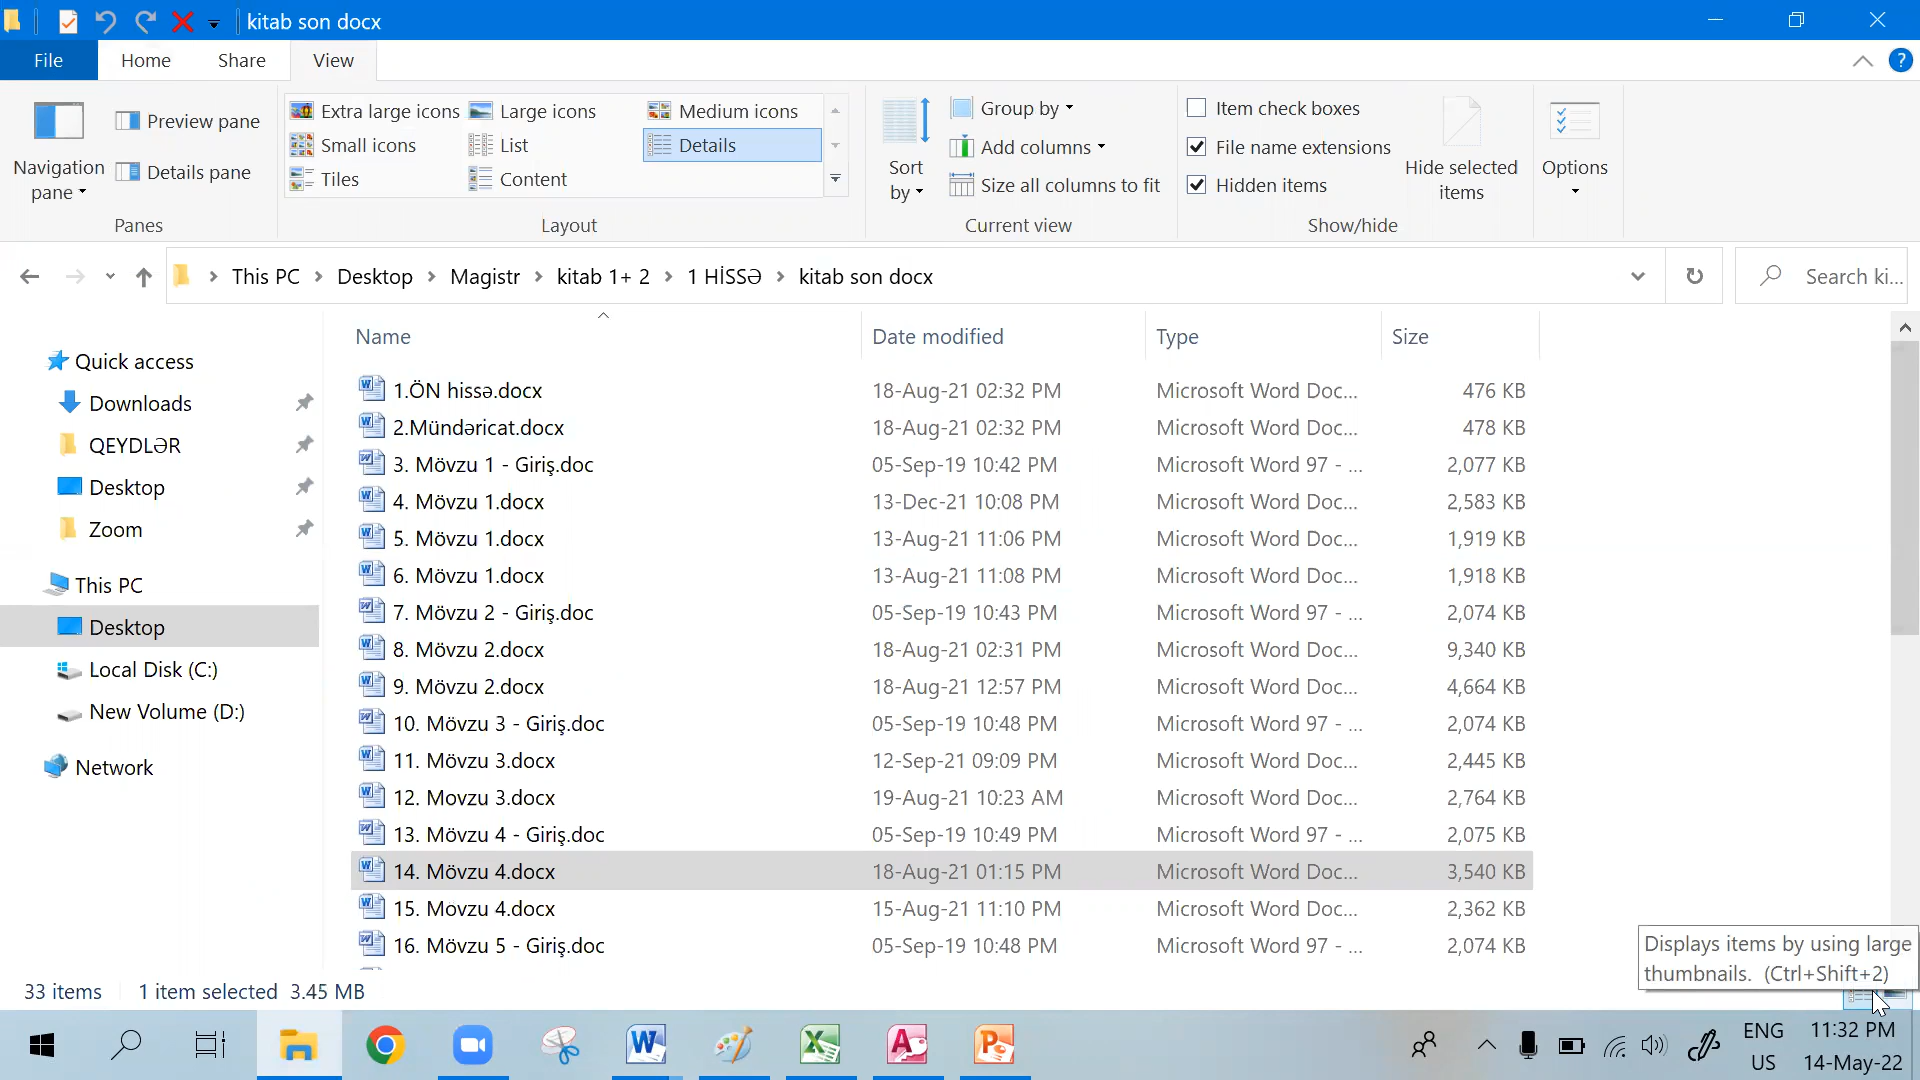 kitab son docx
File Home Share View
Navigation pane
Preview pane
Details pane
Panes
Extra large icons Large icons Medium icons
Small icons List Details
Tiles Content
Layout
Sort by
Group by
Add columns
Size all columns to fit
Current view
Item check boxes
File name extensions
Hidden items
Hide selected items
Show/hide
Options
This PC > Desktop > Magistr > kitab 1+ 2 > 1 HİSSƏ > kitab son docx
Search ki...
Quick access
Downloads
QEYDLƏR
Desktop
Zoom
This PC
Desktop
Local Disk (C:)
New Volume (D:)
Network
Name Date modified Type Size
1.ÖN hissə.docx 18-Aug-21 02:32 PM Microsoft Word Doc... 476 KB
2.Mündəricat.docx 18-Aug-21 02:32 PM Microsoft Word Doc... 478 KB
3. Mövzu 1 - Giriş.doc 05-Sep-19 10:42 PM Microsoft Word 97 - ... 2,077 KB
4. Mövzu 1.docx 13-Dec-21 10:08 PM Microsoft Word Doc... 2,583 KB
5. Mövzu 1.docx 13-Aug-21 11:06 PM Microsoft Word Doc... 1,919 KB
6. Mövzu 1.docx 13-Aug-21 11:08 PM Microsoft Word Doc... 1,918 KB
7. Mövzu 2 - Giriş.doc 05-Sep-19 10:43 PM Microsoft Word 97 - ... 2,074 KB
8. Mövzu 2.docx 18-Aug-21 02:31 PM Microsoft Word Doc... 9,340 KB
9. Mövzu 2.docx 18-Aug-21 12:57 PM Microsoft Word Doc... 4,664 KB
10. Mövzu 3 - Giriş.doc 05-Sep-19 10:48 PM Microsoft Word 97 - ... 2,074 KB
11. Mövzu 3.docx 12-Sep-21 09:09 PM Microsoft Word Doc... 2,445 KB
12. Movzu 3.docx 19-Aug-21 10:23 AM Microsoft Word Doc... 2,764 KB
13. Mövzu 4 - Giriş.doc 05-Sep-19 10:49 PM Microsoft Word 97 - ... 2,075 KB
14. Mövzu 4.docx 18-Aug-21 01:15 PM Microsoft Word Doc... 3,540 KB
15. Movzu 4.docx 15-Aug-21 11:10 PM Microsoft Word Doc... 2,362 KB
16. Mövzu 5 - Giriş.doc 05-Sep-19 10:48 PM Microsoft Word 97 - ... 2,074 KB
Displays items by using large
thumbnails. (Ctrl+Shift+2)
33 items 1 item selected 3.45 MB
ENG 11:32 PM
US 14-May-22